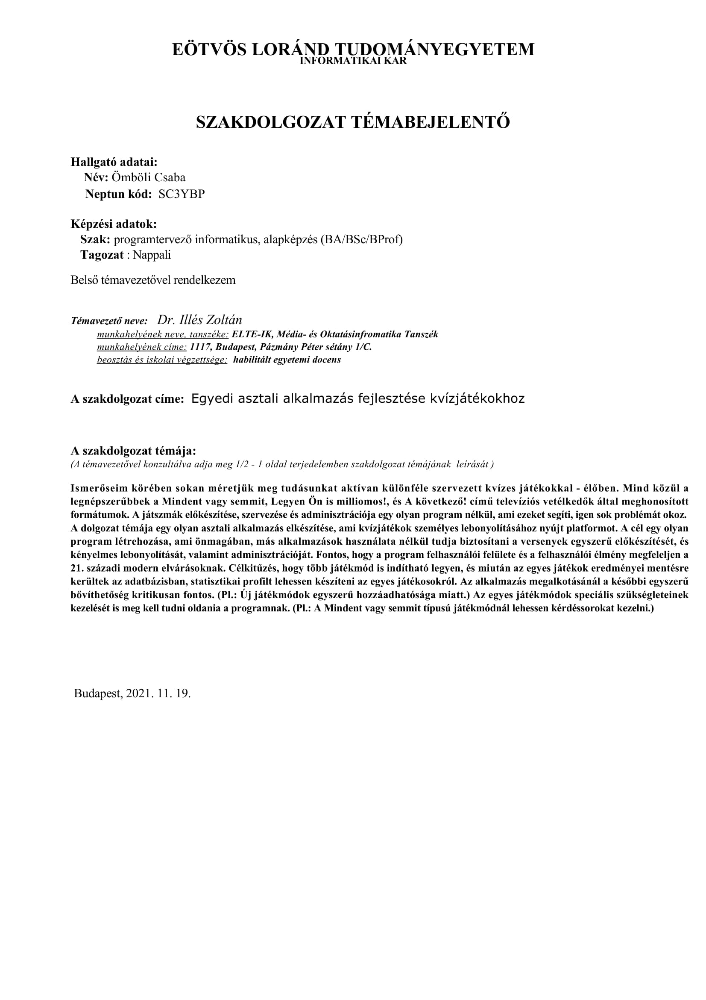 EÖTVÖS LORÁND TUDOMÁNYEGYETEM
INFORMATIKAI KAR
SZAKDOLGOZAT TÉMABEJELENTŐ
Hallgató adatai:
Név: Ömböli Csaba
Neptun kód: SC3YBP
Képzési adatok:
Szak: programtervező informatikus, alapképzés (BA/BSc/BProf)
Tagozat : Nappali
Belső témavezetővel rendelkezem
Témavezető neve: Dr. Illés Zoltán
munkahelyének neve, tanszéke: ELTE-IK, Média- és Oktatásinfromatika Tanszék
munkahelyének címe: 1117, Budapest, Pázmány Péter sétány 1/C.
beosztás és iskolai végzettsége: habilitált egyetemi docens
A szakdolgozat címe: Egyedi asztali alkalmazás fejlesztése kvízjátékokhoz
A szakdolgozat témája:
(A témavezetővel konzultálva adja meg 1/2 - 1 oldal terjedelemben szakdolgozat témájának leírását )
Ismerőseim körében sokan méretjük meg tudásunkat aktívan különféle szervezett kvízes játékokkal - élőben. Mind közül a
legnépszerűbbek a Mindent vagy semmit, Legyen Ön is milliomos!, és A következő! című televíziós vetélkedők által meghonosított
formátumok. A játszmák előkészítése, szervezése és adminisztrációja egy olyan program nélkül, ami ezeket segíti, igen sok problémát okoz.
A dolgozat témája egy olyan asztali alkalmazás elkészítése, ami kvízjátékok személyes lebonyolításához nyújt platformot. A cél egy olyan
program létrehozása, ami önmagában, más alkalmazások használata nélkül tudja biztosítani a versenyek egyszerű előkészítését, és
kényelmes lebonyolítását, valamint adminisztrációját. Fontos, hogy a program felhasználói felülete és a felhasználói élmény megfeleljen a
21. századi modern elvárásoknak. Célkitűzés, hogy több játékmód is indítható legyen, és miután az egyes játékok eredményei mentésre
kerültek az adatbázisban, statisztikai profilt lehessen készíteni az egyes játékosokról. Az alkalmazás megalkotásánál a későbbi egyszerű
bővíthetőség kritikusan fontos. (Pl.: Új játékmódok egyszerű hozzáadhatósága miatt.) Az egyes játékmódok speciális szükségleteinek
kezelését is meg kell tudni oldania a programnak. (Pl.: A Mindent vagy semmit típusú játékmódnál lehessen kérdéssorokat kezelni.)
Budapest, 2021. 11. 19.